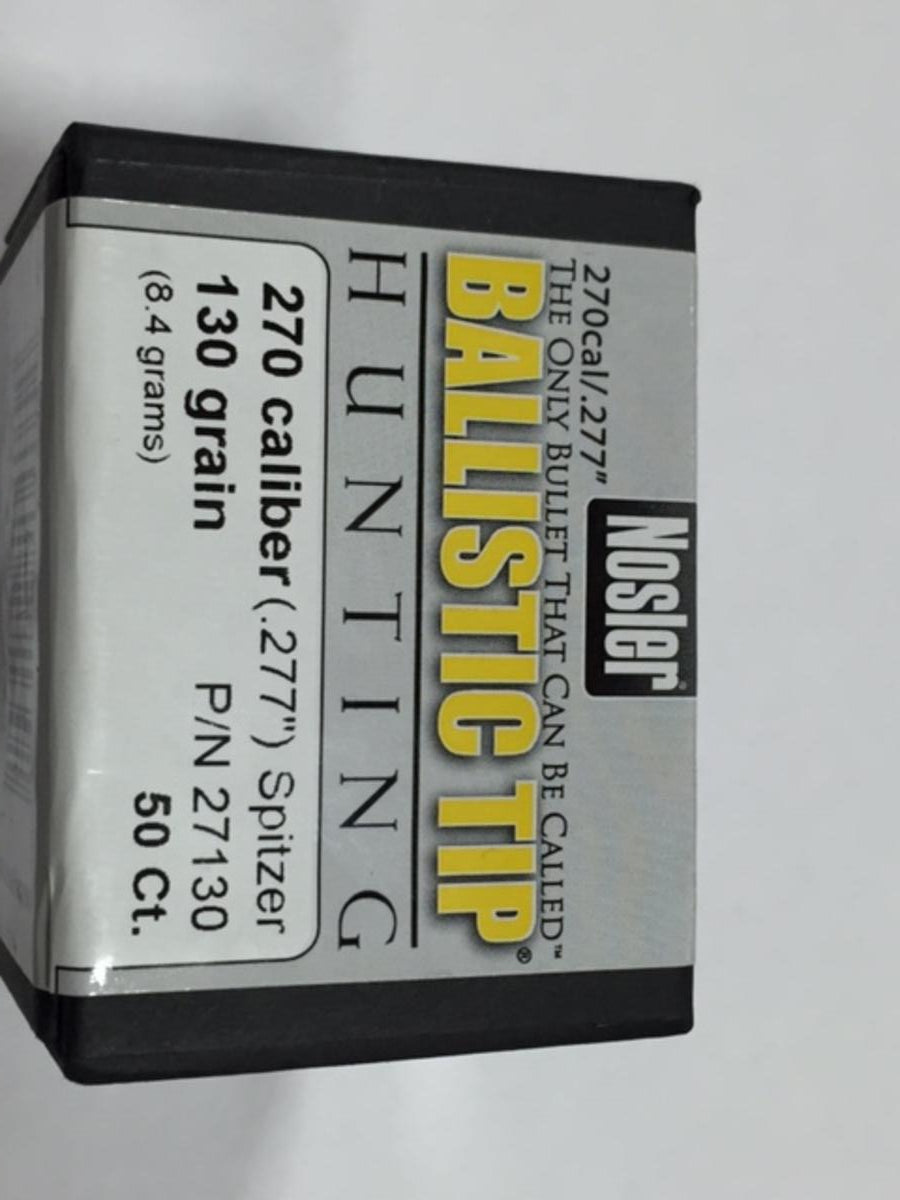 Nosler®
270cal/.277"
THE ONLY BULLET THAT CAN BE CALLED™
BALLISTIC TIP®
HUNTING
270 caliber (.277") Spitzer
130 grain P/N 27130
(8.4 grams) 50 Ct.